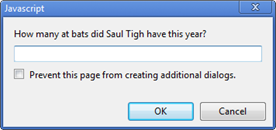 Javascript
How many at bats did Saul Tigh have this year?
Prevent this page from creating additional dialogs.
OK Cancel